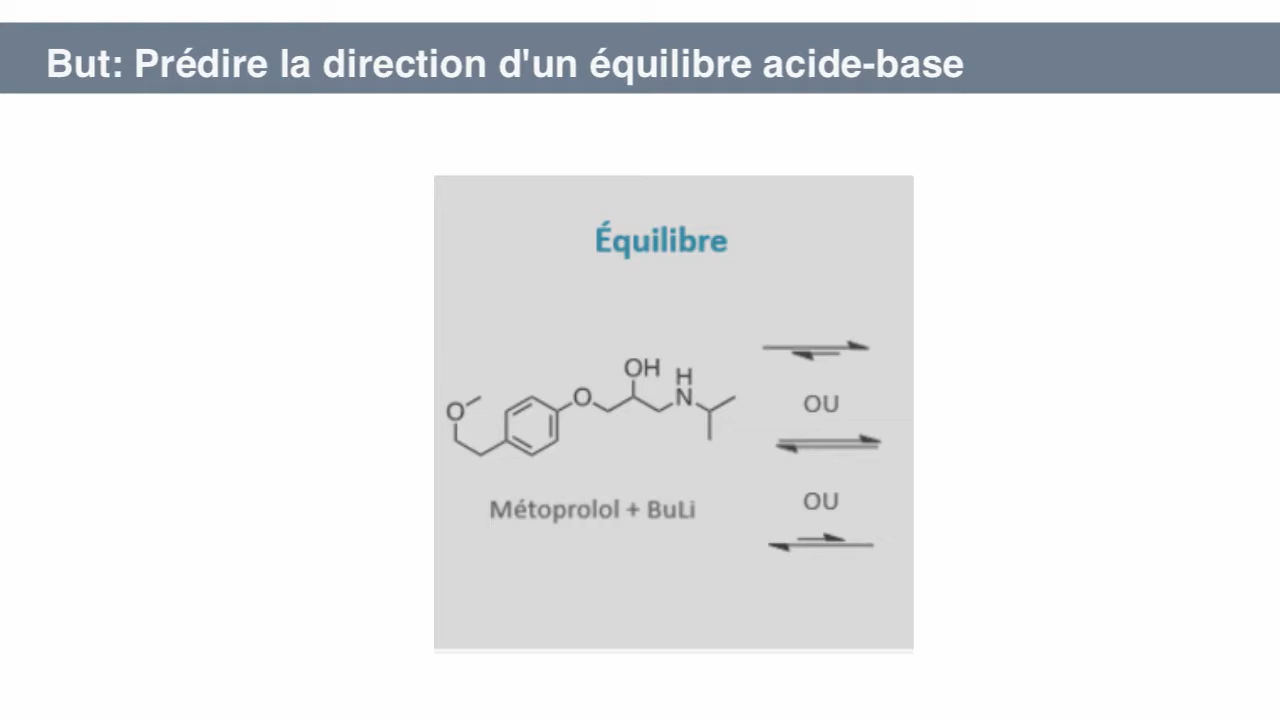 But: Prédire la direction d'un équilibre acide-base
Équilibre
OH
H
O
N
O
OU
Métoprolol + BuLi
OU